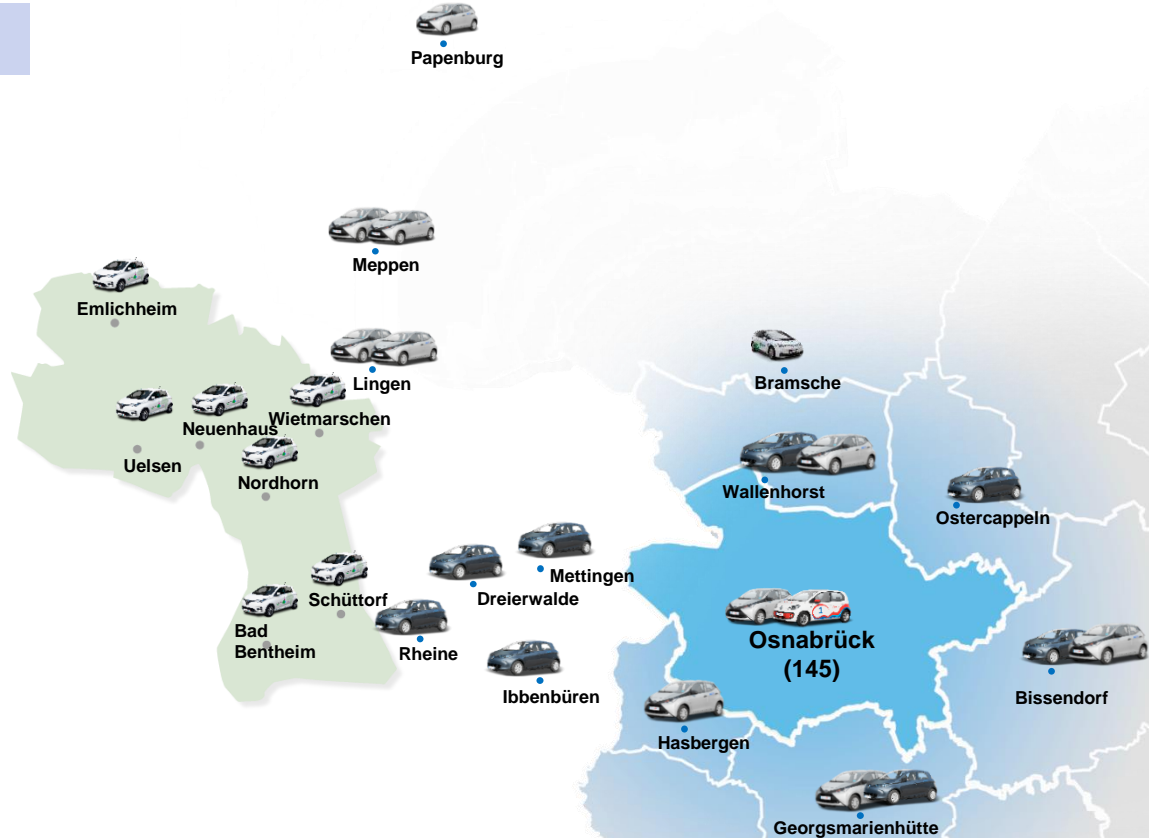 Papenburg
Meppen
Emlichheim
Lingen
Bramsche
Neuenhaus
Wietmarschen
Uelsen
Nordhorn
Wallenhorst
Ostercappeln
Mettingen
Dreierwalde
Schüttorf
Bad
Bentheim
Rheine
Ibbenbüren
1
Osnabrück
(145)
Bissendorf
Hasbergen
Georgsmarienhütte